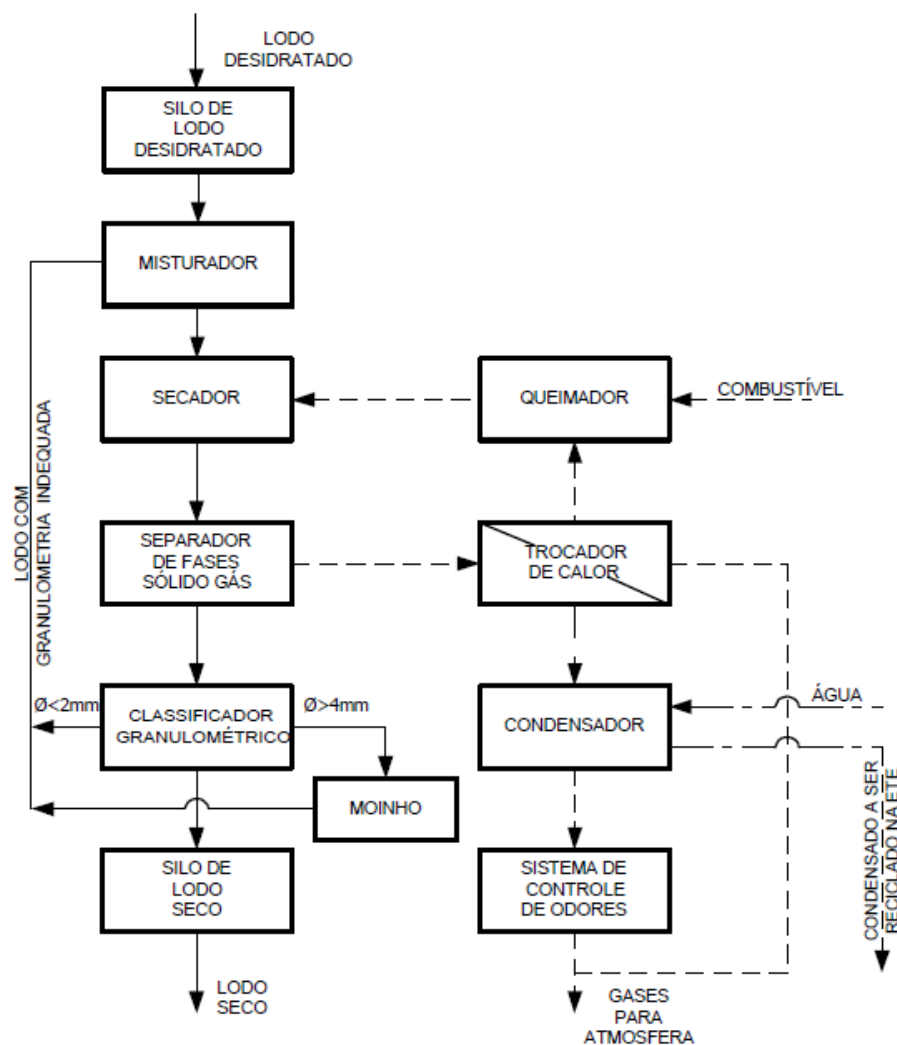 LODO
DESIDRATADO
SILO DE
LODO
DESIDRATADO
MISTURADOR
SECADOR
QUEIMADOR
COMBUSTÍVEL
LODO COM
GRANULOMETRIA INDEQUADA
SEPARADOR
DE FASES
SÓLIDO GÁS
TROCADOR
DE CALOR
Ø<2mm
CLASSIFICADOR
GRANULOMÉTRICO
Ø>4mm
CONDENSADOR
ÁGUA
MOINHO
CONDENSADO A SER
RECICLADO NA ETE
SILO DE
LODO
SECO
SISTEMA DE
CONTROLE
DE ODORES
LODO
SECO
GASES
PARA
ATMOSFERA